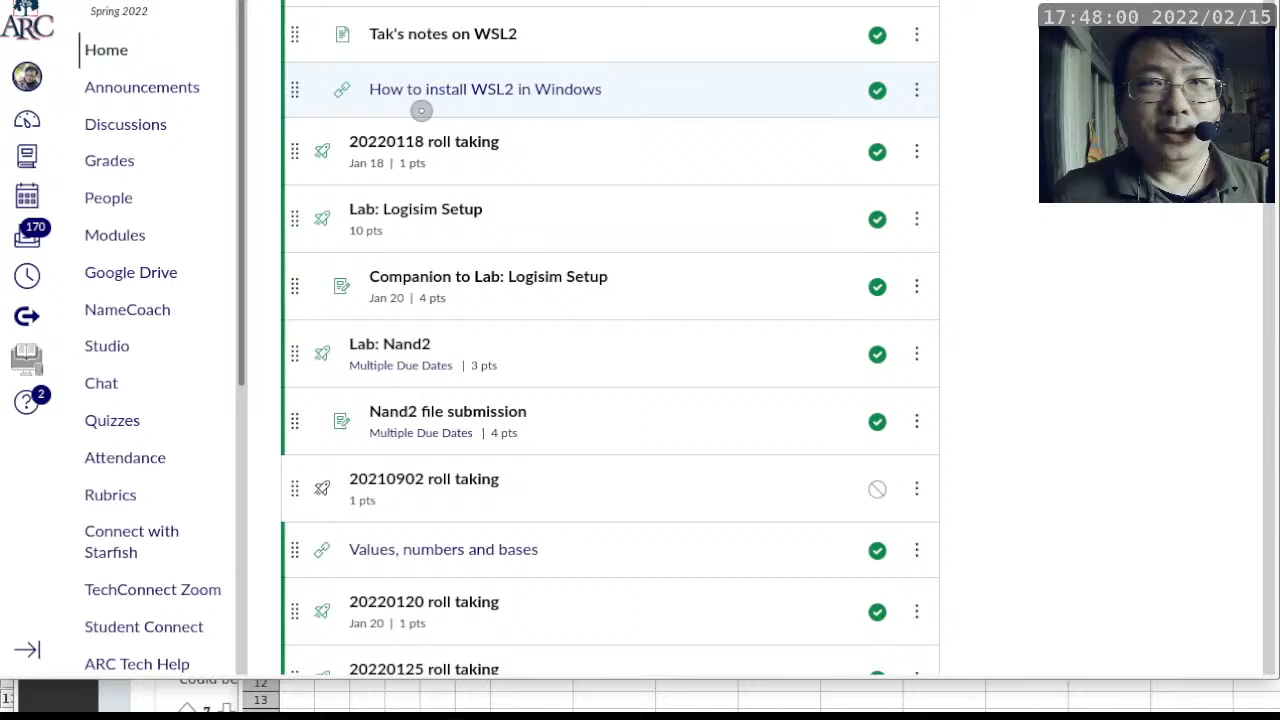 17:48:00 2022/02/15
ARC
Spring 2022
Home
Announcements
Discussions
Grades
People
Modules
Google Drive
NameCoach
Studio
Chat
Quizzes
Attendance
Rubrics
Connect with
Starfish
TechConnect Zoom
Student Connect
ARC Tech Help
170
2
Tak's notes on WSL2
How to install WSL2 in Windows
20220118 roll taking
Jan 18 | 1 pts
Lab: Logisim Setup
10 pts
Companion to Lab: Logisim Setup
Jan 20 | 4 pts
Lab: Nand2
Multiple Due Dates | 3 pts
Nand2 file submission
Multiple Due Dates | 4 pts
20210902 roll taking
1 pts
Values, numbers and bases
20220120 roll taking
Jan 20 | 1 pts
20220125 roll taking
could be
7
12
13